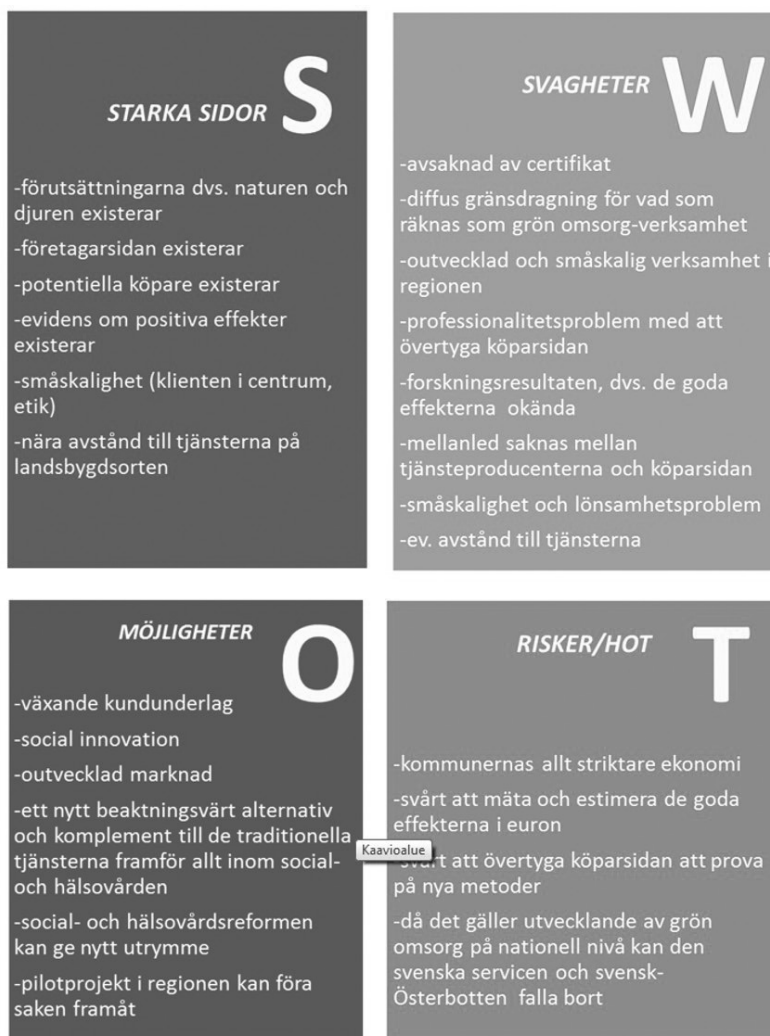 STARKA SIDOR S
-förutsättningarna dvs. naturen och
djuren existerar
-företagarsidan existerar
-potentiella köpare existerar
-evidens om positiva effekter
existerar
-småskalighet (klienten i centrum,
etik)
-nära avstånd till tjänsterna på
landsbygdsorten
SVAGHETER W
-avsaknad av certifikat
-diffus gränsdragning för vad som
räknas som grön omsorg-verksamhet
-outvecklad och småskalig verksamhet i
regionen
-professionalitetsproblem med att
övertyga köparsidan
-forskningsresultaten, dvs. de goda
effekterna okända
-mellanled saknas mellan
tjänsteproducenterna och köparsidan
-småskalighet och lönsamhetsproblem
-ev. avstånd till tjänsterna
MÖJLIGHETER O
-växande kundunderlag
-social innovation
-outvecklad marknad
-ett nytt beaktningsvärt alternativ
och komplement till de traditionella
tjänsterna framför allt inom social-
och hälsovården
-social- och hälsovårdsreformen
kan ge nytt utrymme
-pilotprojekt i regionen kan föra
saken framåt
Kaavioalue
RISKER/HOT T
-kommunernas allt striktare ekonomi
-svårt att mäta och estimera de goda
effekterna i euron
-svårt att övertyga köparsidan att prova
på nya metoder
-då det gäller utvecklande av grön
omsorg på nationell nivå kan den
svenska servicen och svensk-
Österbotten falla bort